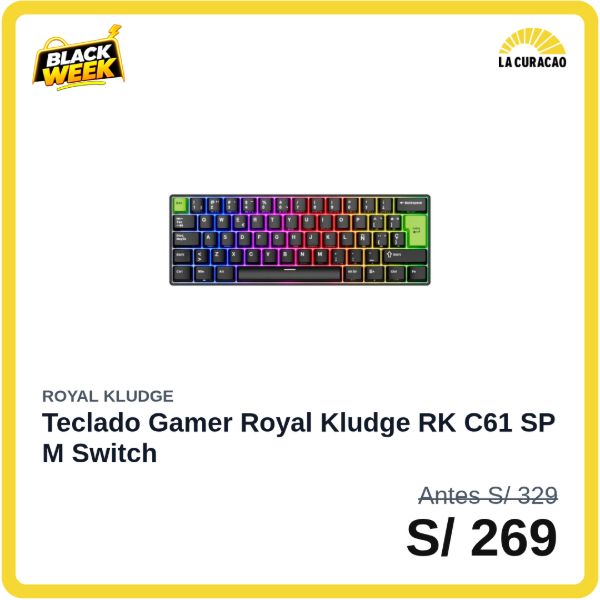 BLACK
WEEK
LA CURACAO
ROYAL KLUDGE
Teclado Gamer Royal Kludge RK C61 SP
M Switch
Antes S/ 329
S/ 269